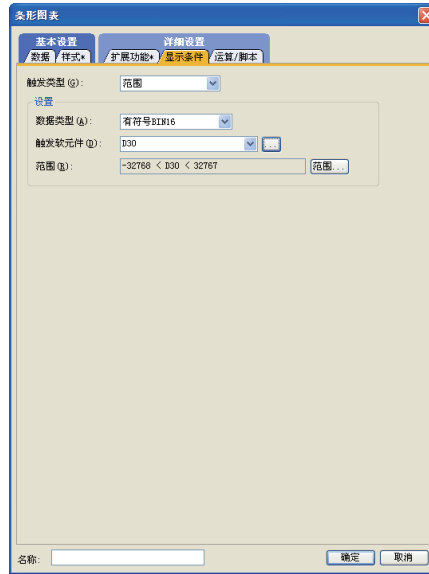 条形图表
基本设置 详细设置
数据 样式* 扩展功能* 显示条件 运算/脚本
触发类型(G): 范围
设置
数据类型(A): 有符号BIN16
触发软元件(D): D30 ...
范围(R): -32768 < D30 < 32767 范围...
名称: 确定 取消